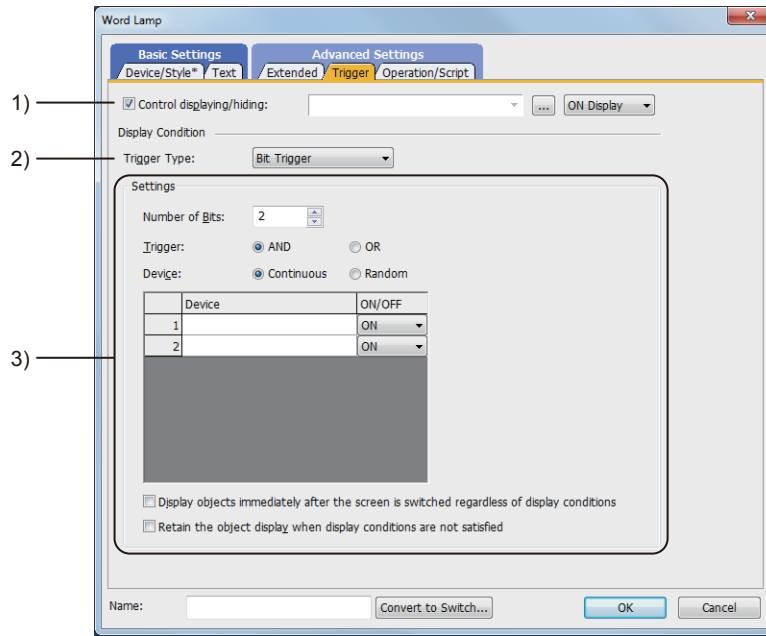 Word Lamp
Basic Settings
Advanced Settings
Device/Style* Text Extended Trigger Operation/Script
1)
Control displaying/hiding: ... ON Display
Display Condition
2)
Trigger Type: Bit Trigger
Settings
Number of Bits: 2
Trigger: AND OR
Device: Continuous Random
Device ON/OFF
1 ON
2 ON
3)
Display objects immediately after the screen is switched regardless of display conditions
Retain the object display when display conditions are not satisfied
Name: Convert to Switch... OK Cancel